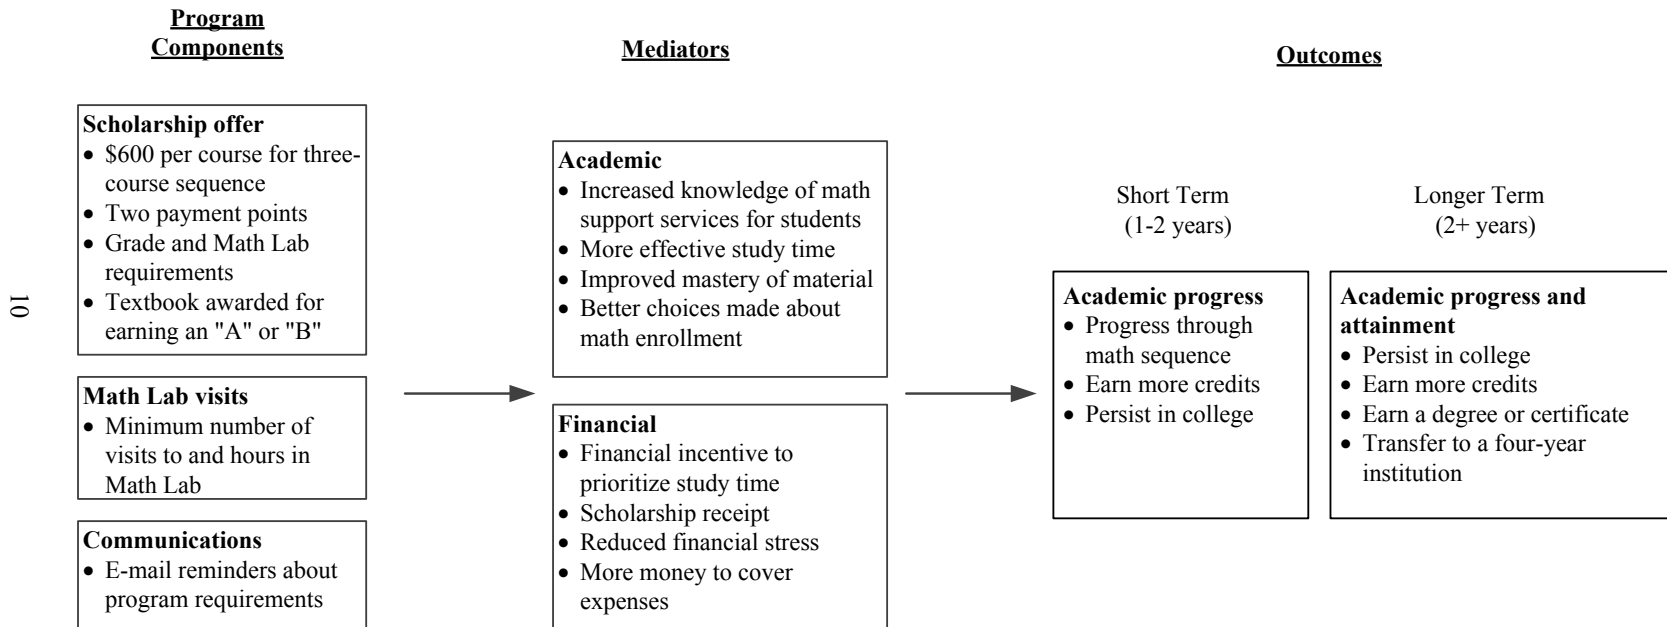 Program
Components
Scholarship offer
• $600 per course for three-
course sequence
• Two payment points
• Grade and Math Lab
requirements
• Textbook awarded for
earning an "A" or "B"
Math Lab visits
• Minimum number of
visits to and hours in
Math Lab
Communications
• E-mail reminders about
program requirements
Mediators
Academic
• Increased knowledge of math
support services for students
• More effective study time
• Improved mastery of material
• Better choices made about
math enrollment
Financial
• Financial incentive to
prioritize study time
• Scholarship receipt
• Reduced financial stress
• More money to cover
expenses
Outcomes
Short Term
(1-2 years)
Academic progress
• Progress through
math sequence
• Earn more credits
• Persist in college
Longer Term
(2+ years)
Academic progress and
attainment
• Persist in college
• Earn more credits
• Earn a degree or certificate
• Transfer to a four-year
institution
10